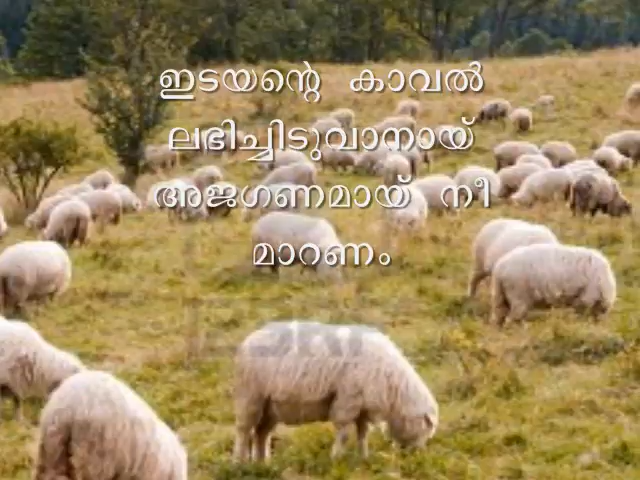 ഇടയന്റെ കാവൽ
ലഭിച്ചിടുവാനായ്
അജഗണമായ് നീ
മാറണം